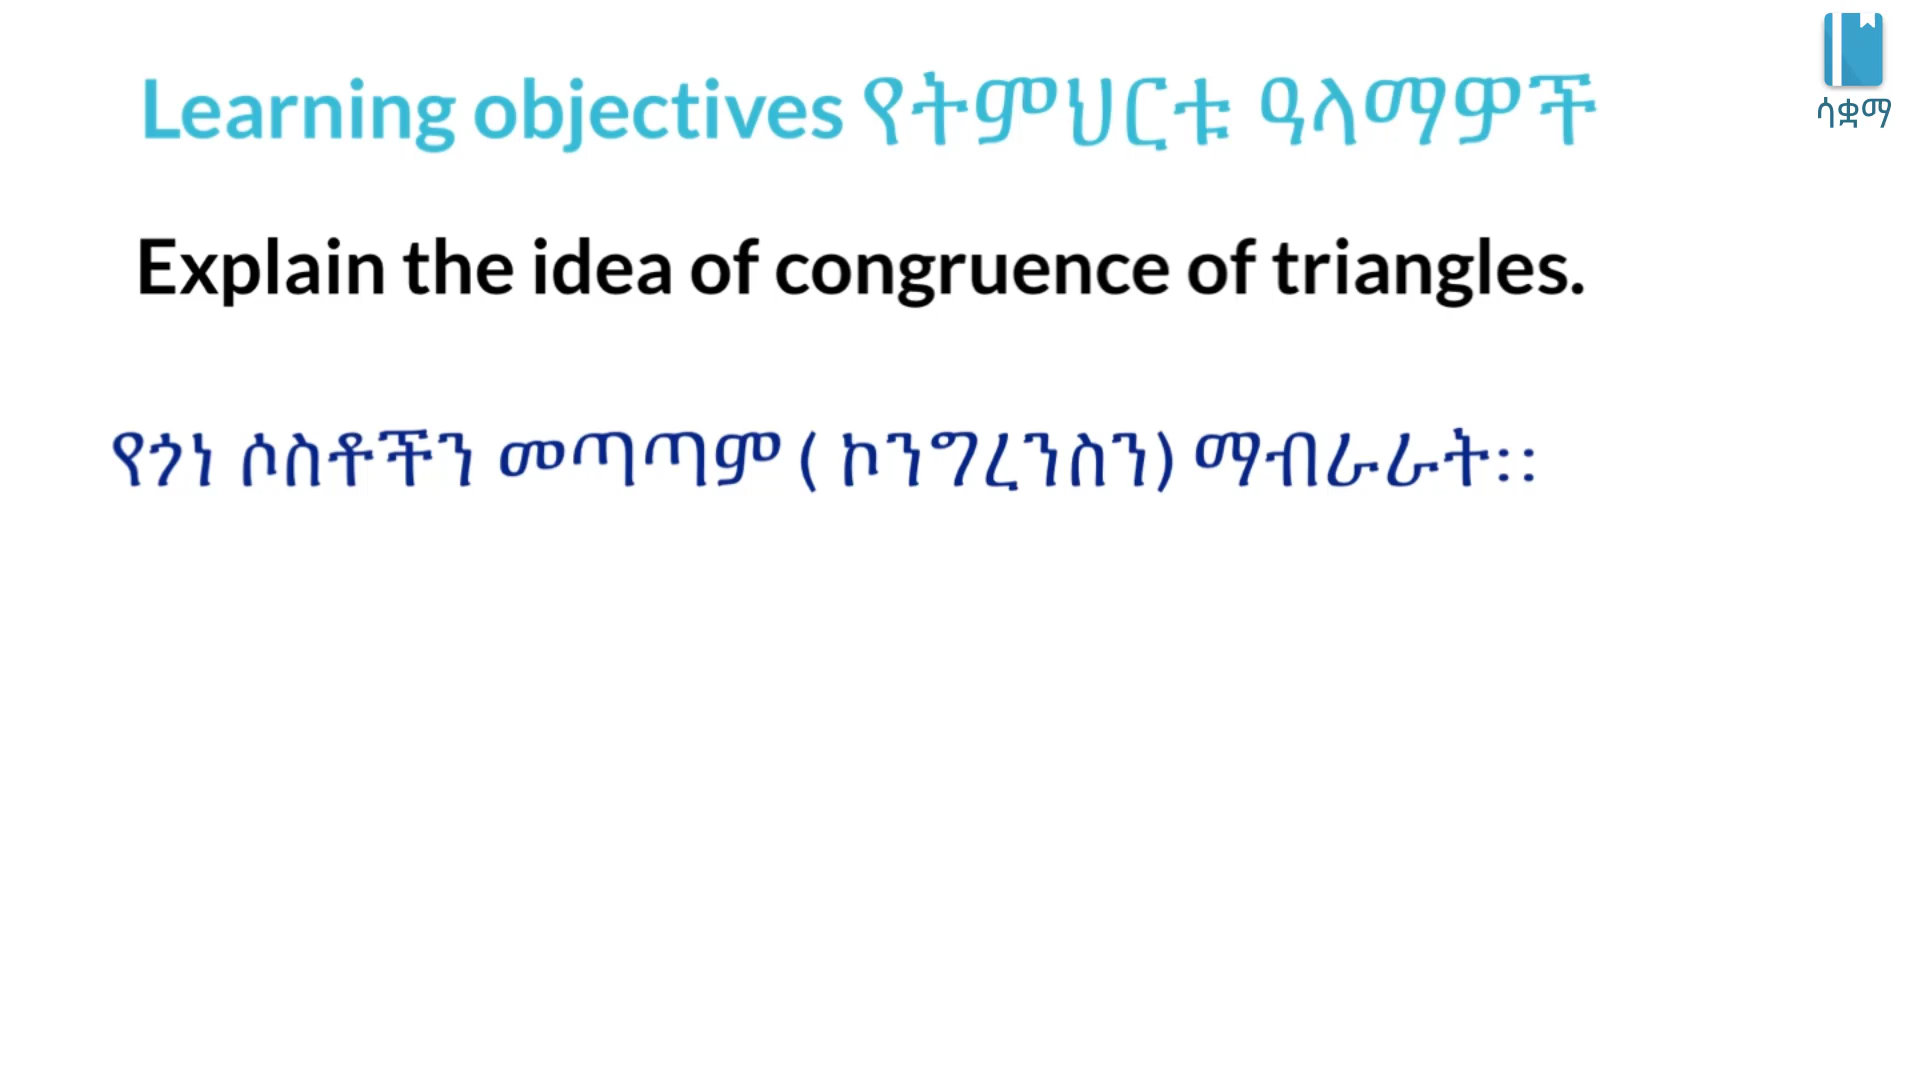 Learning objectives የትምህርቱ ዓላማዎች
ሳቋማ
Explain the idea of congruence of triangles.
የጎነ ሶስቶችን መጣጣም ( ኮንግረንስን) ማብራራት፡፡